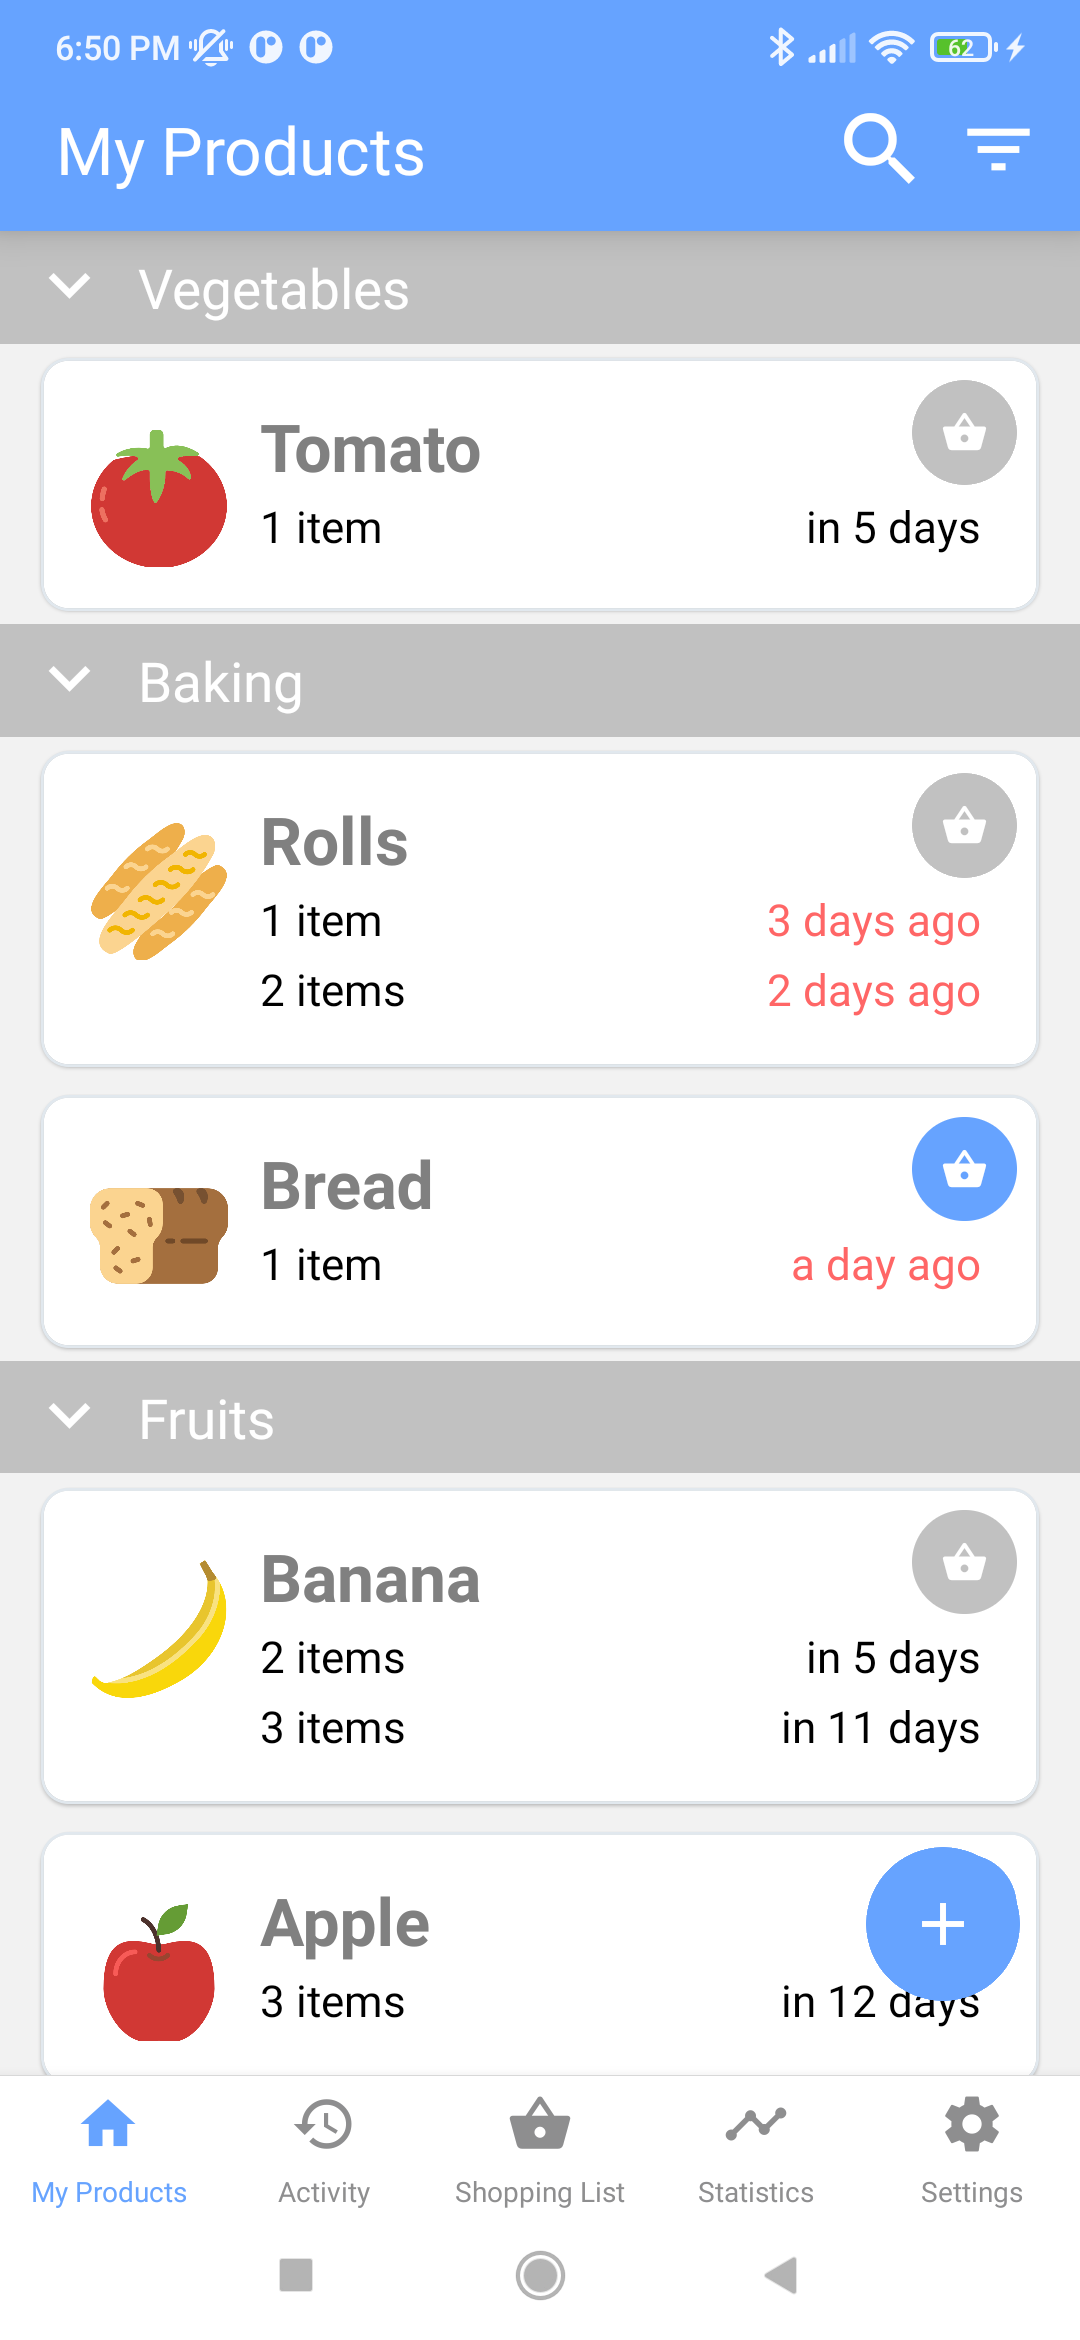 6:50 PM
62
My Products
Vegetables
Tomato
1 item in 5 days
Baking
Rolls
1 item 3 days ago
2 items 2 days ago
Bread
1 item a day ago
Fruits
Banana
2 items in 5 days
3 items in 11 days
Apple
3 items in 12 days
My Products Activity Shopping List Statistics Settings